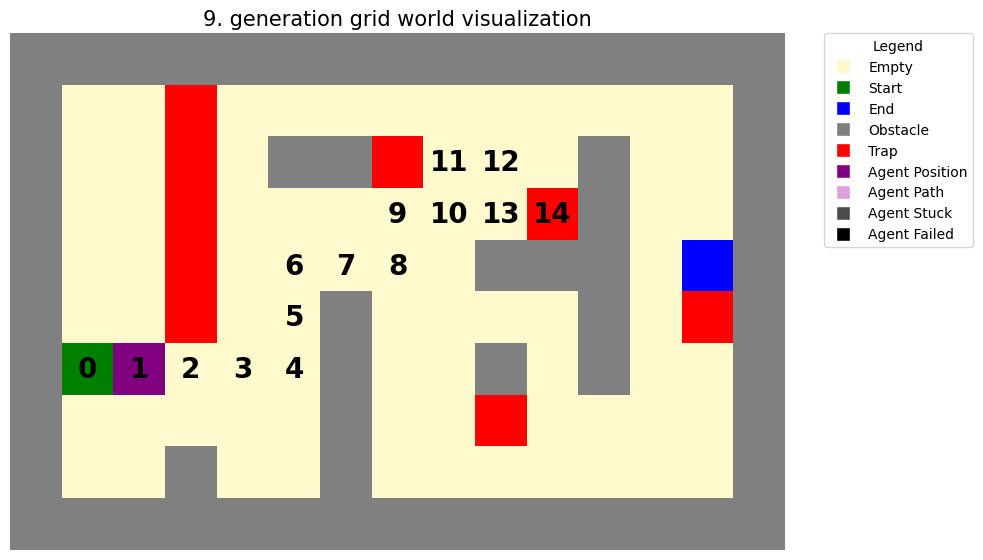 9. generation grid world visualization
Legend
Empty
Start
End
Obstacle
Trap
Agent Position
Agent Path
Agent Stuck
Agent Failed
11 12
9 10 13 14
6 7 8
5
0 1 2 3 4